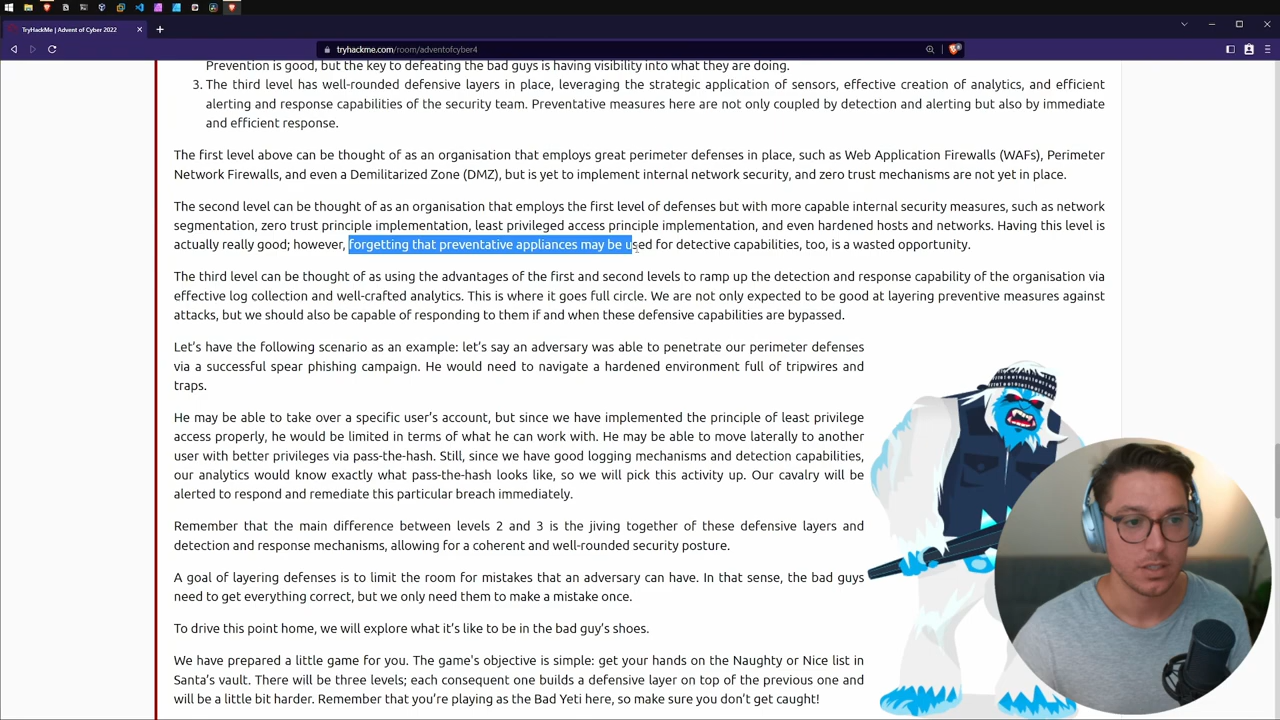 TryHackMe | Advent of Cyber 2022
tryhackme.com/room/adventofcyber4
Prevention is good, but the key to defeating the bad guys is having visibility into what they are doing.
3. The third level has well-rounded defensive layers in place, leveraging the strategic application of sensors, effective creation of analytics, and efficient
alerting and response capabilities of the security team. Preventative measures here are not only coupled by detection and alerting but also by immediate
and efficient response.
The first level above can be thought of as an organisation that employs great perimeter defenses in place, such as Web Application Firewalls (WAFs), Perimeter
Network Firewalls, and even a Demilitarized Zone (DMZ), but is yet to implement internal network security, and zero trust mechanisms are not yet in place.
The second level can be thought of as an organisation that employs the first level of defenses but with more capable internal security measures, such as network
segmentation, zero trust principle implementation, least privileged access principle implementation, and even hardened hosts and networks. Having this level is
actually really good; however, forgetting that preventative appliances may be used for detective capabilities, too, is a wasted opportunity.
The third level can be thought of as using the advantages of the first and second levels to ramp up the detection and response capability of the organisation via
effective log collection and well-crafted analytics. This is where it goes full circle. We are not only expected to be good at layering preventive measures against
attacks, but we should also be capable of responding to them if and when these defensive capabilities are bypassed.
Let's have the following scenario as an example: let's say an adversary was able to penetrate our perimeter defenses
via a successful spear phishing campaign. He would need to navigate a hardened environment full of tripwires and
traps.
He may be able to take over a specific user's account, but since we have implemented the principle of least privilege
access properly, he would be limited in terms of what he can work with. He may be able to move laterally to another
user with better privileges via pass-the-hash. Still, since we have good logging mechanisms and detection capabilities,
our analytics would know exactly what pass-the-hash looks like, so we will pick this activity up. Our cavalry will be
alerted to respond and remediate this particular breach immediately.
Remember that the main difference between levels 2 and 3 is the jiving together of these defensive layers and
detection and response mechanisms, allowing for a coherent and well-rounded security posture.
A goal of layering defenses is to limit the room for mistakes that an adversary can have. In that sense, the bad guys
need to get everything correct, but we only need them to make a mistake once.
To drive this point home, we will explore what it's like to be in the bad guy's shoes.
We have prepared a little game for you. The game's objective is simple: get your hands on the Naughty or Nice list in
Santa's vault. There will be three levels; each consequent one builds a defensive layer on top of the previous one and
will be a little bit harder. Remember that you're playing as the Bad Yeti here, so make sure you don't get caught!